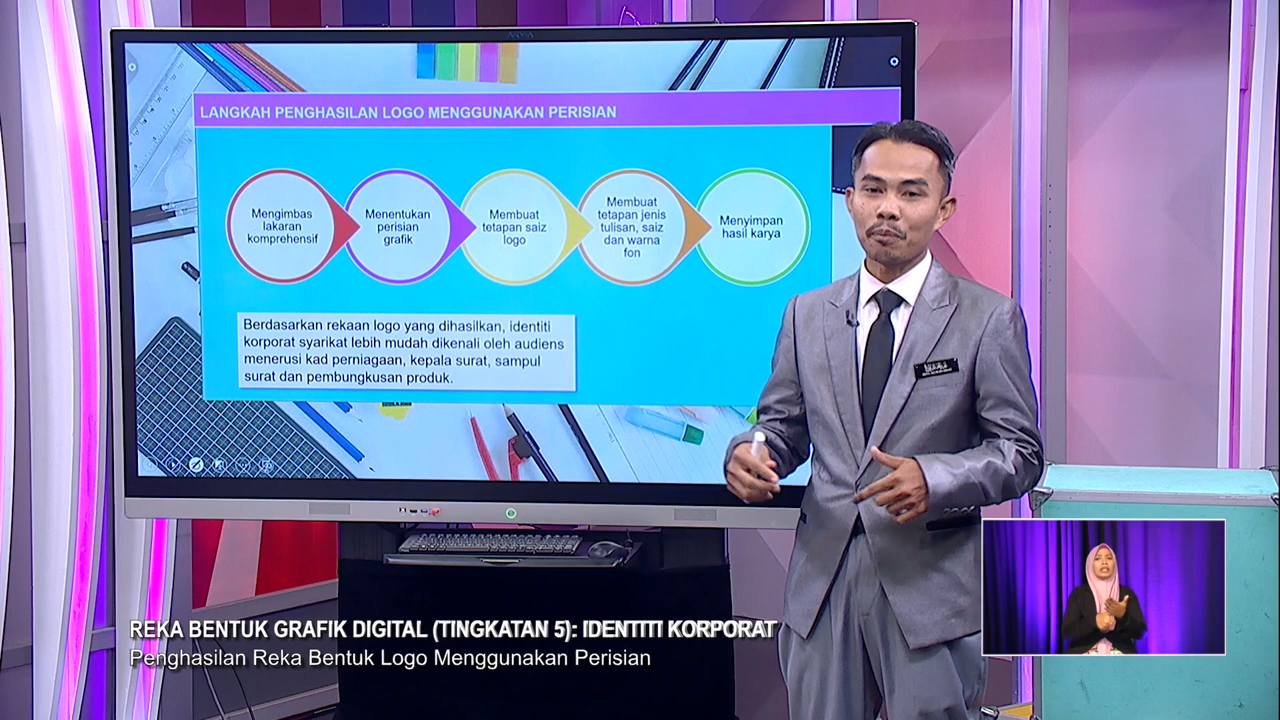 LANGKAH PENGHASILAN LOGO MENGGUNAKAN PERISIAN
Mengimbas
lakaran
komprehensif
Menentukan
perisian
grafik
Membuat
tetapan saiz
logo
Membuat
tetapan jenis
tulisan, saiz
dan warna
fon
Menyimpan
hasil karya
Berdasarkan rekaan logo yang dihasilkan, identiti
korporat syarikat lebih mudah dikenali oleh audiens
menerusi kad perniagaan, kepala surat, sampul
surat dan pembungkusan produk.
REKA BENTUK GRAFIK DIGITAL (TINGKATAN 5): IDENTITI KORPORAT
Penghasilan Reka Bentuk Logo Menggunakan Perisian